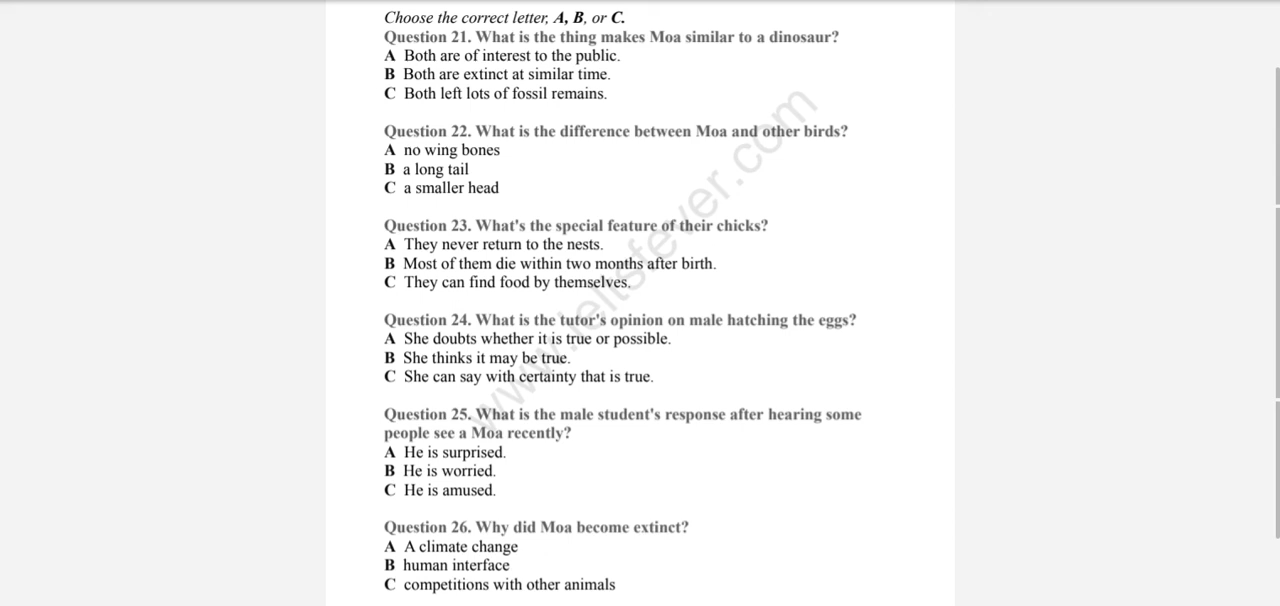 Choose the correct letter, A, B, or C.
Question 21. What is the thing makes Moa similar to a dinosaur?
A Both are of interest to the public.
B Both are extinct at similar time.
C Both left lots of fossil remains.
Question 22. What is the difference between Moa and other birds?
A no wing bones
B a long tail
C a smaller head
Question 23. What's the special feature of their chicks?
A They never return to the nests.
B Most of them die within two months after birth.
C They can find food by themselves.
Question 24. What is the tutor's opinion on male hatching the eggs?
A She doubts whether it is true or possible.
B She thinks it may be true.
C She can say with certainty that is true.
Question 25. What is the male student's response after hearing some
people see a Moa recently?
A He is surprised.
B He is worried.
C He is amused.
Question 26. Why did Moa become extinct?
A A climate change
B human interface
C competitions with other animals
www.ieltsfever.com